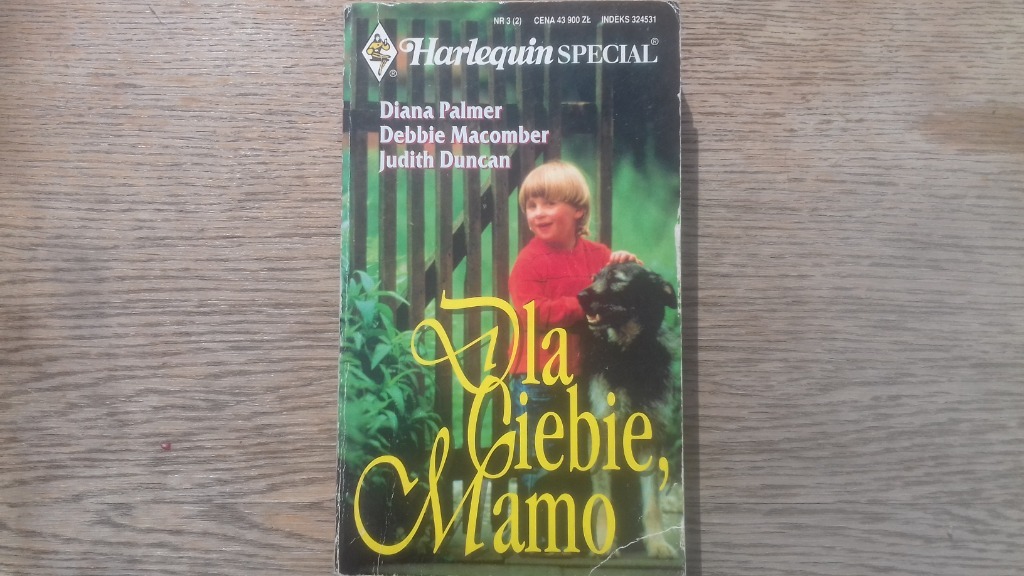 NR 3 (2) CENA 43 900 ZŁ INDEKS 324531
Harlequin SPECIAL®
®
Diana Palmer
Debbie Macomber
Judith Duncan
Dla
Ciebie,
Mamo